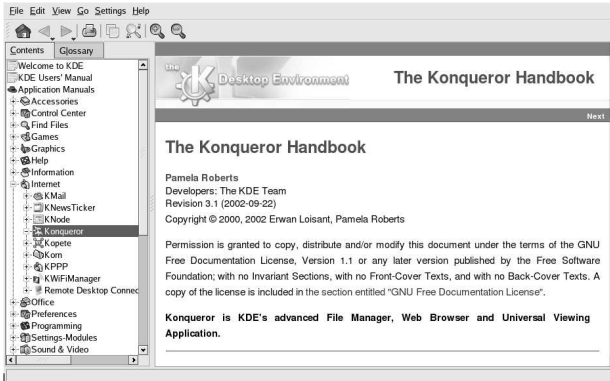 File Edit View Go Settings Help
Contents Glossary
Welcome to KDE
KDE Users' Manual
Application Manuals
Accessories
Control Center
Find Files
Games
Graphics
Help
Information
Internet
KMail
KNewsTicker
KNode
Konqueror
Kopete
Korn
KPPP
KWiFiManager
Remote Desktop Connec
Office
Preferences
Programming
Settings-Modules
Sound & Video
the K Desktop Environment
The Konqueror Handbook
Next
The Konqueror Handbook
Pamela Roberts
Developers: The KDE Team
Revision 3.1 (2002-09-22)
Copyright © 2000, 2002 Erwan Loisant, Pamela Roberts
Permission is granted to copy, distribute and/or modify this document under the terms of the GNU
Free Documentation License, Version 1.1 or any later version published by the Free Software
Foundation; with no Invariant Sections, with no Front-Cover Texts, and with no Back-Cover Texts. A
copy of the license is included in the section entitled "GNU Free Documentation License".
Konqueror is KDE's advanced File Manager, Web Browser and Universal Viewing
Application.